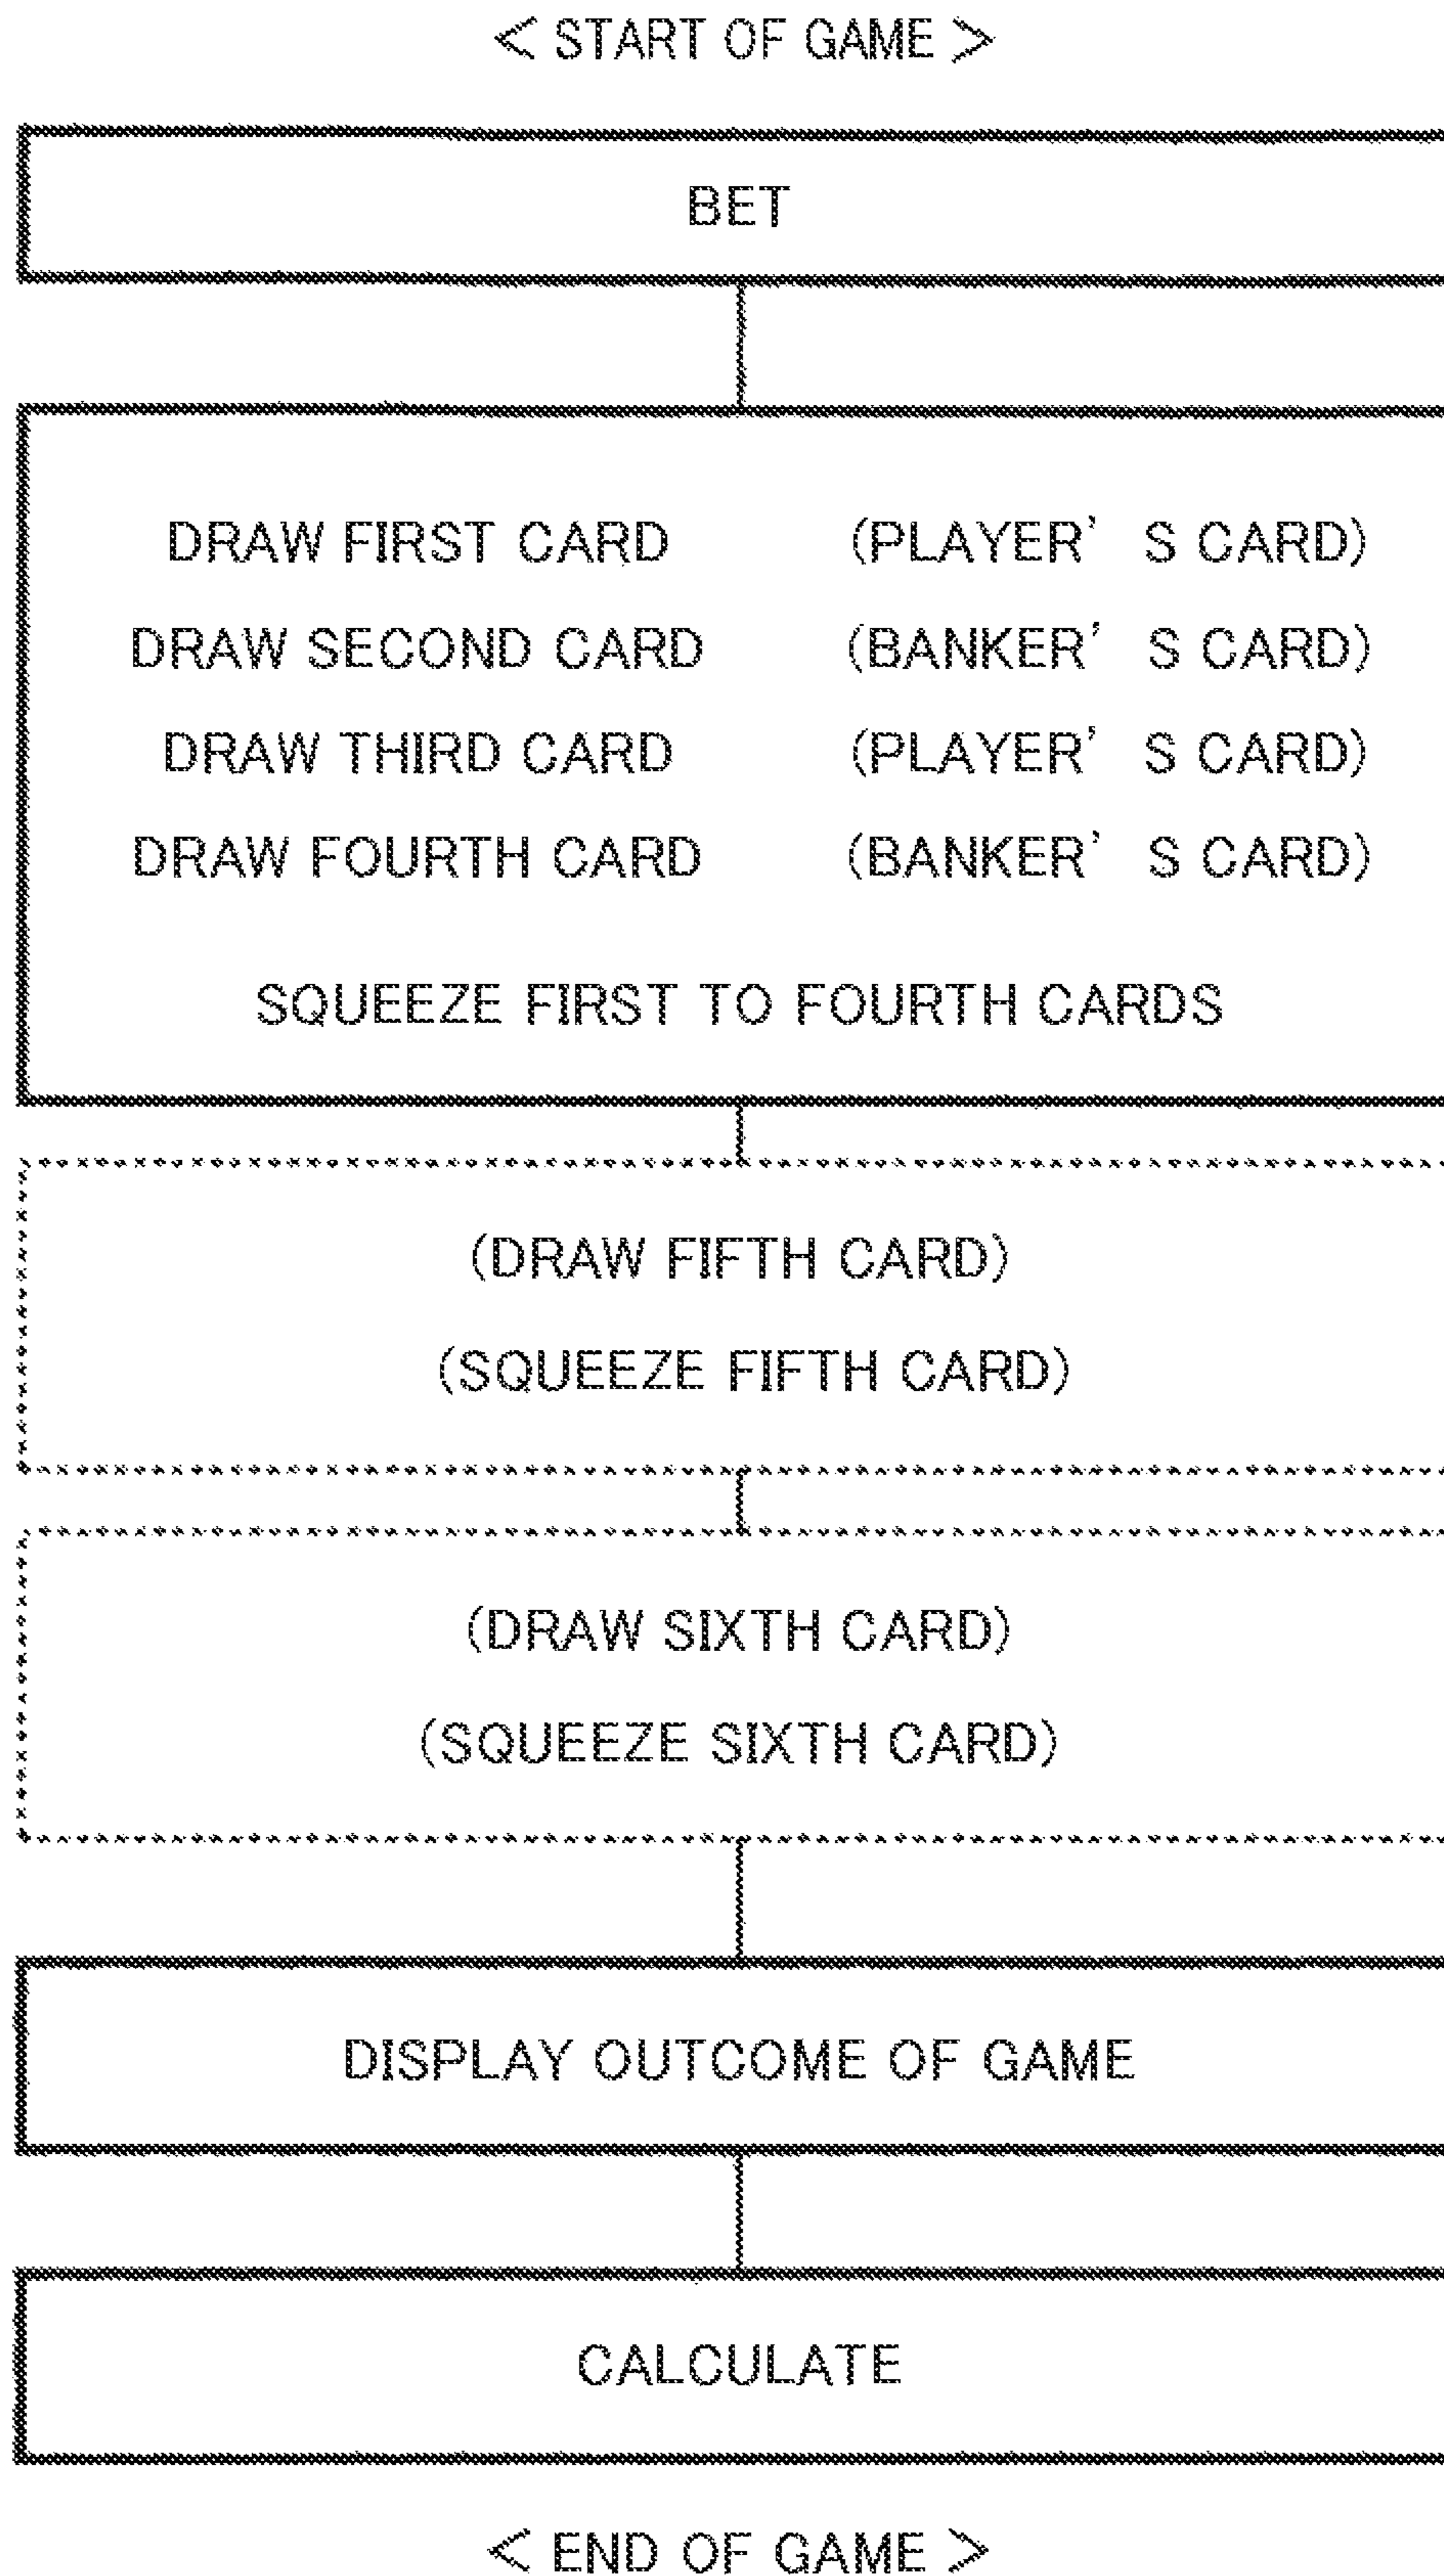 < START OF GAME >
BET
DRAW FIRST CARD (PLAYER' S CARD)
DRAW SECOND CARD (BANKER' S CARD)
DRAW THIRD CARD (PLAYER' S CARD)
DRAW FOURTH CARD (BANKER' S CARD)
SQUEEZE FIRST TO FOURTH CARDS
(DRAW FIFTH CARD)
(SQUEEZE FIFTH CARD)
(DRAW SIXTH CARD)
(SQUEEZE SIXTH CARD)
DISPLAY OUTCOME OF GAME
CALCULATE
< END OF GAME >